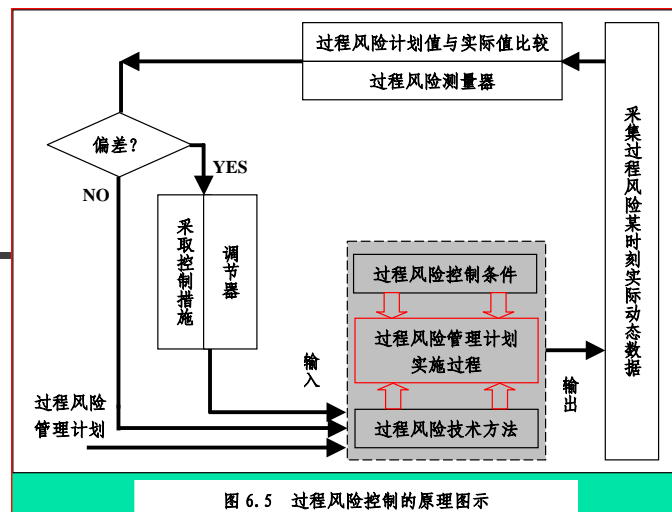 过程风险计划值与实际值比较
过程风险测量器
采集过程风险某时刻实际动态数据
偏差?
YES
NO
采取控制措施
调节器
过程风险控制条件
过程风险管理计划
实施过程
过程风险技术方法
输入
输出
过程风险
管理计划
图 6.5 过程风险控制的原理图示